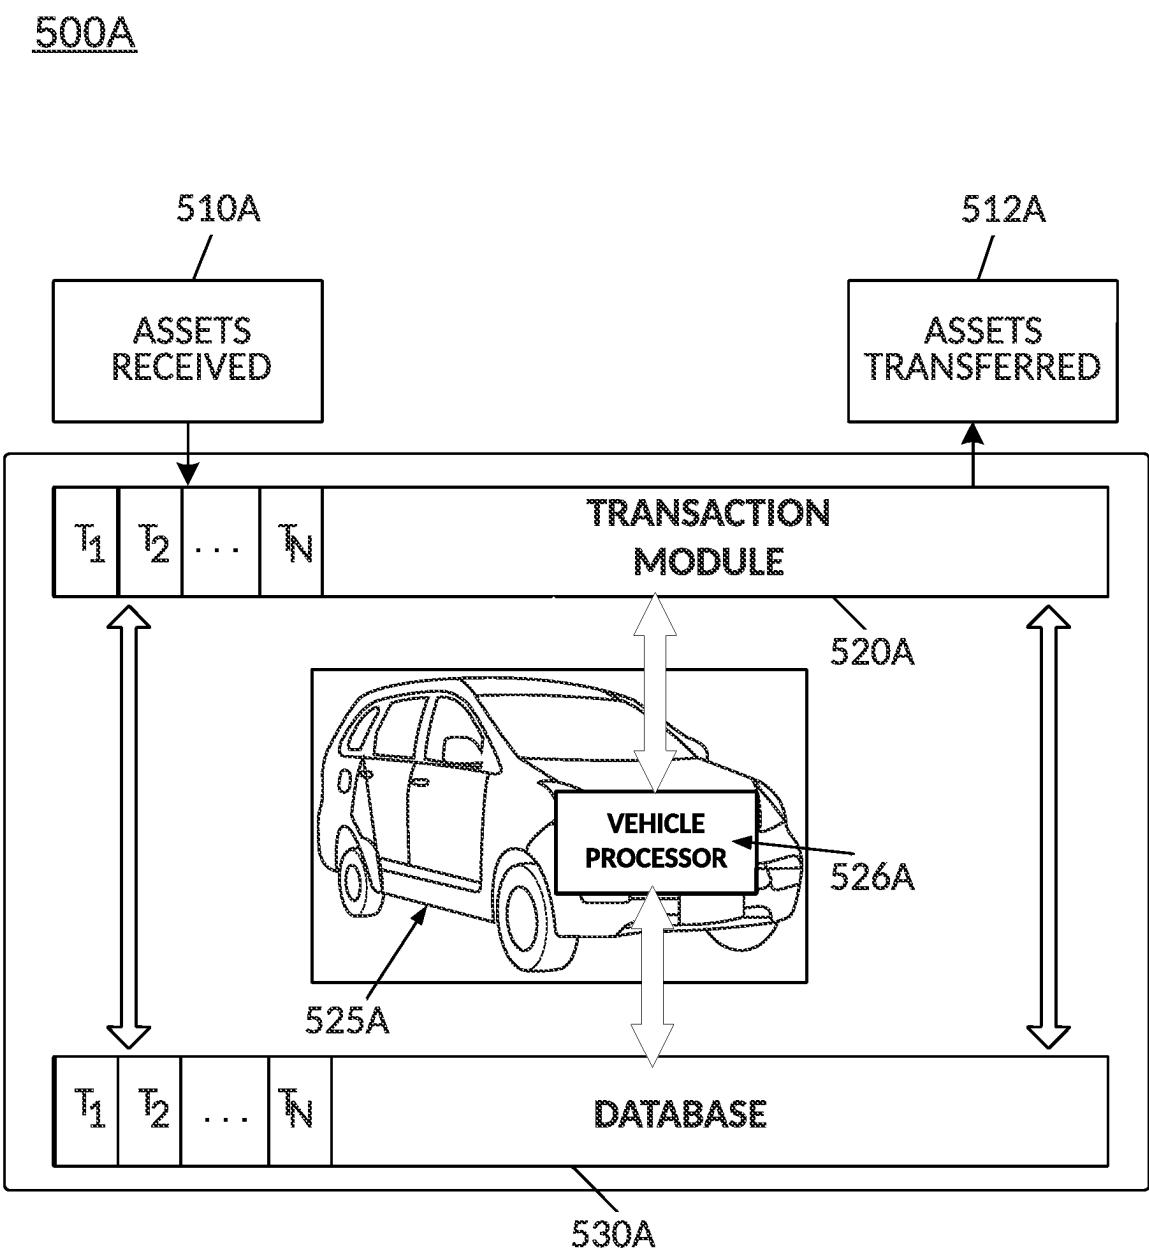 500A
510A
512A
ASSETS
RECEIVED
ASSETS
TRANSFERRED
T1
T2
...
TN
TRANSACTION
MODULE
520A
VEHICLE
PROCESSOR
526A
525A
T1
T2
...
TN
DATABASE
530A